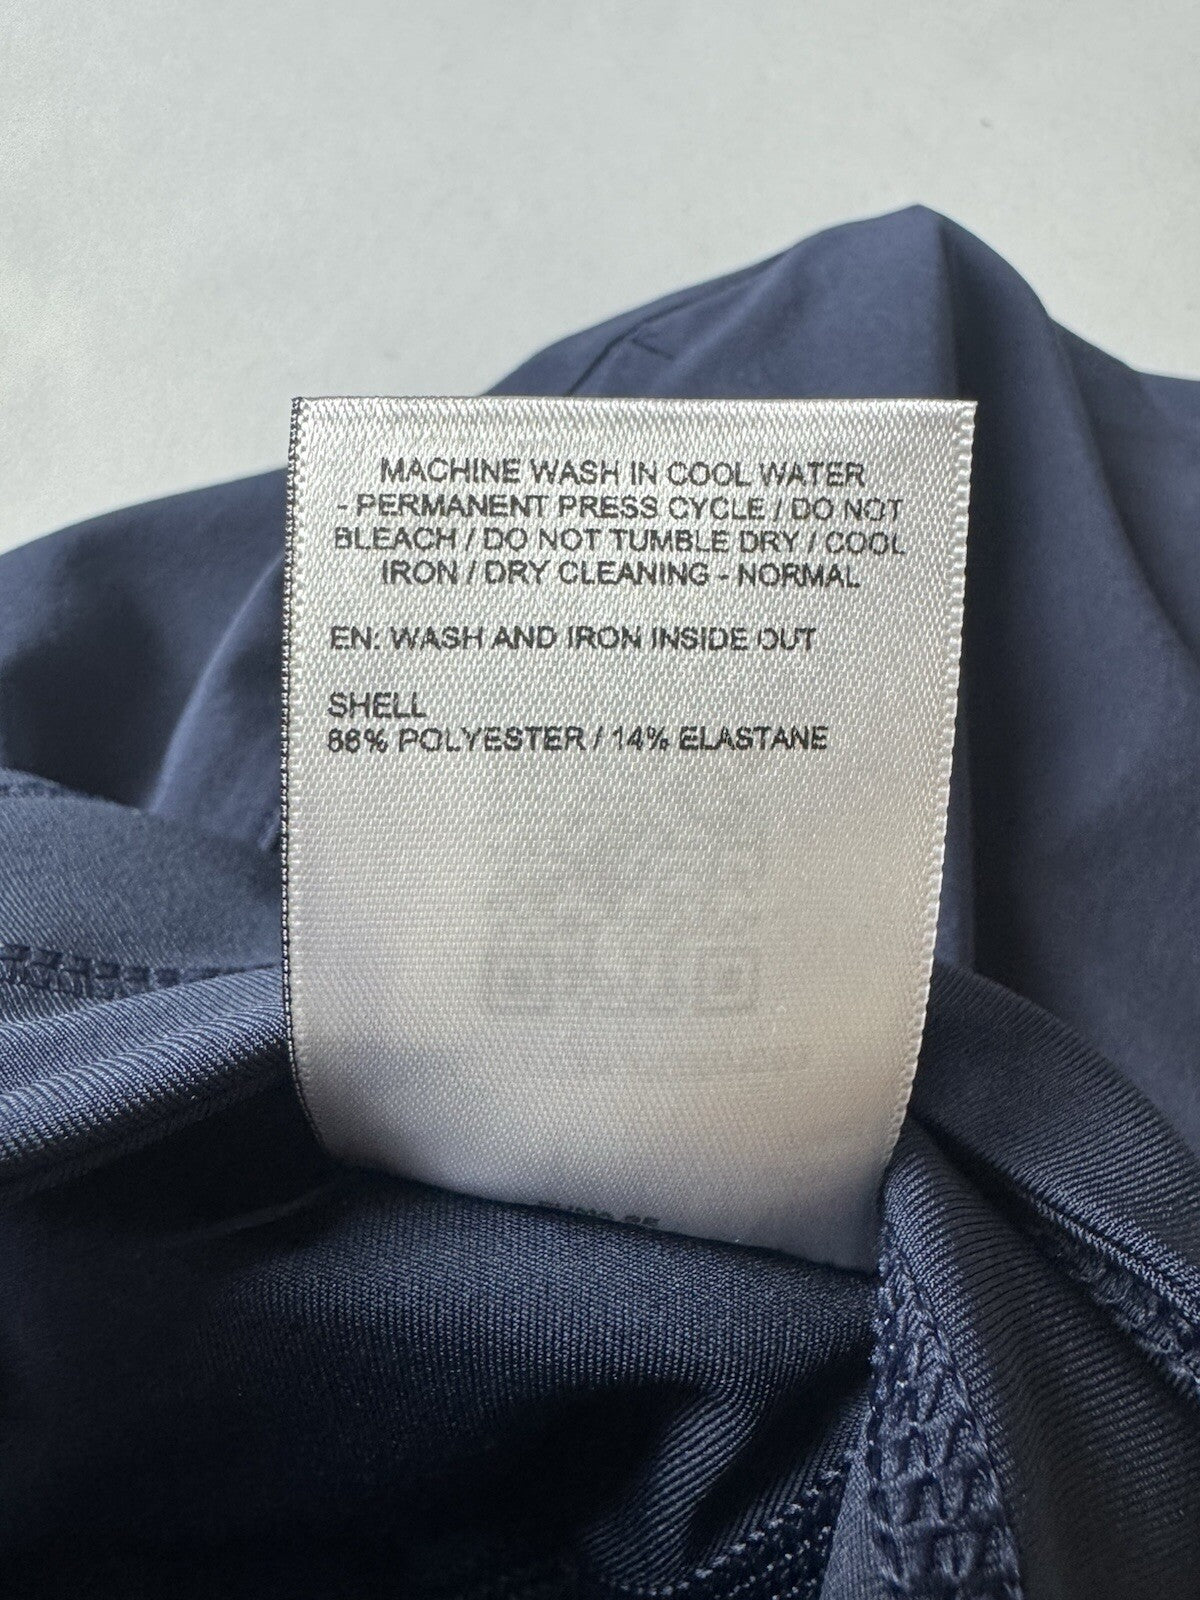 MACHINE WASH IN COOL WATER
- PERMANENT PRESS CYCLE / DO NOT
BLEACH / DO NOT TUMBLE DRY / COOL
IRON / DRY CLEANING - NORMAL
EN: WASH AND IRON INSIDE OUT
SHELL
86% POLYESTER / 14% ELASTANE